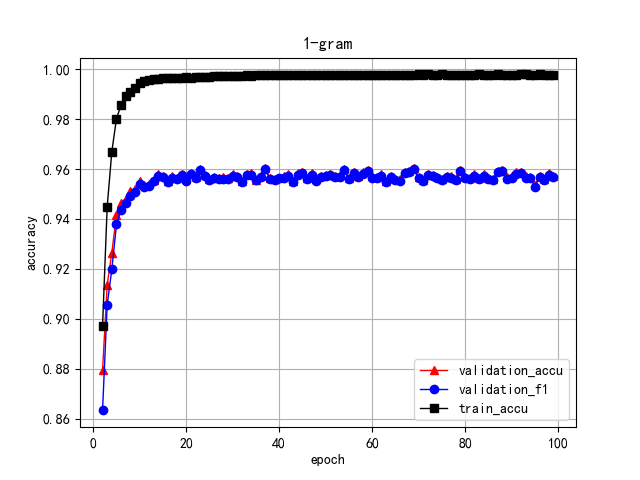 1-gram
1.00
0.98
0.96
0.94
0.92
0.90
0.88
0.86
accuracy
0 20 40 60 80 100
epoch
validation_accu
validation_f1
train_accu